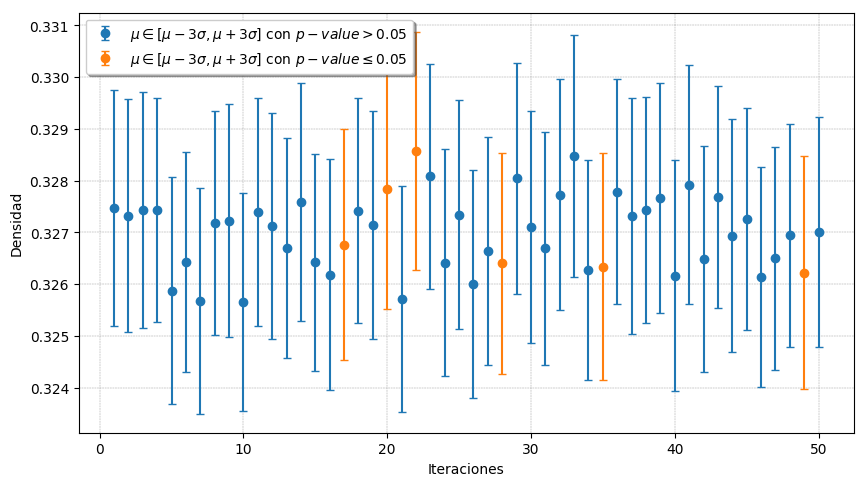 0.331
0.330
0.329
0.328
0.327
0.326
0.325
0.324
Densidad
μ ∈ [μ − 3σ, μ + 3σ] con p − value > 0.05
μ ∈ [μ − 3σ, μ + 3σ] con p − value ≤ 0.05
0 10 20 30 40 50
Iteraciones